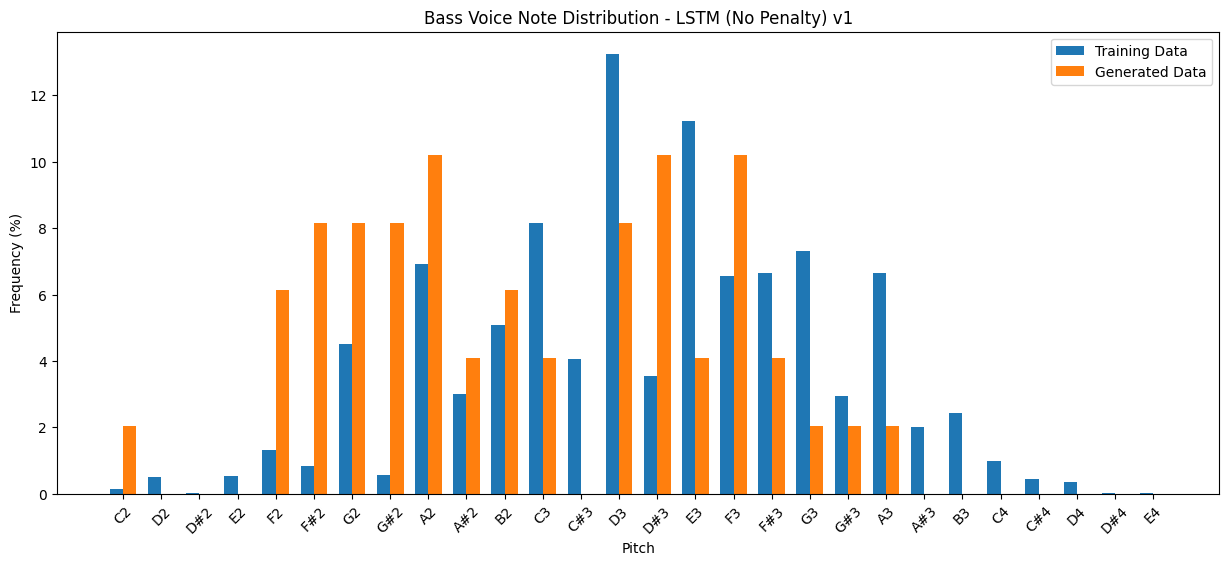 Bass Voice Note Distribution - LSTM (No Penalty) v1
Training Data
Generated Data
Frequency (%)
12
10
8
6
4
2
0
C2 D2 D#2 E2 F2 F#2 G2 G#2 A2 A#2 B2 C3 C#3 D3 D#3 E3 F3 F#3 G3 G#3 A3 A#3 B3 C4 C#4 D4 D#4 E4
Pitch